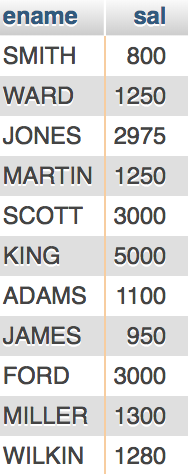 ename sal
SMITH 800
WARD 1250
JONES 2975
MARTIN 1250
SCOTT 3000
KING 5000
ADAMS 1100
JAMES 950
FORD 3000
MILLER 1300
WILKIN 1280